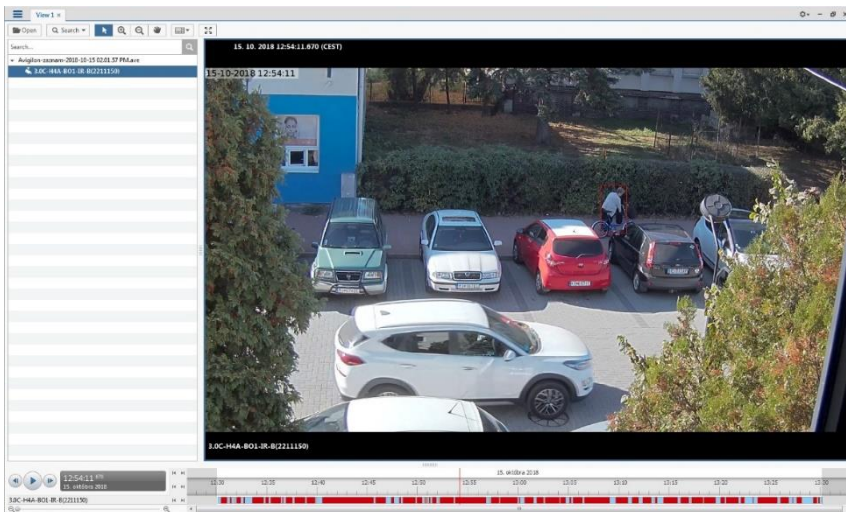 View 1 ×
Open
Search
Search...
Avigilon-zaznam-2018-10-15 02.01.57 PM.ave
3.0C-H4A-BO1-IR-B(2211150)
15. 10. 2018 12:54:11.670 (CEST)
15-10-2018 12:54:11
3.0C-H4A-BO1-IR-B(2211150)
12:54:11 670
15. októbra 2018
15. októbra 2018
12:30 12:35 12:40 12:45 12:50 12:55 13:00 13:05 13:10 13:15 13:20 13:25 13:30
3.0C-H4A-BO1-IR-B(2211150)